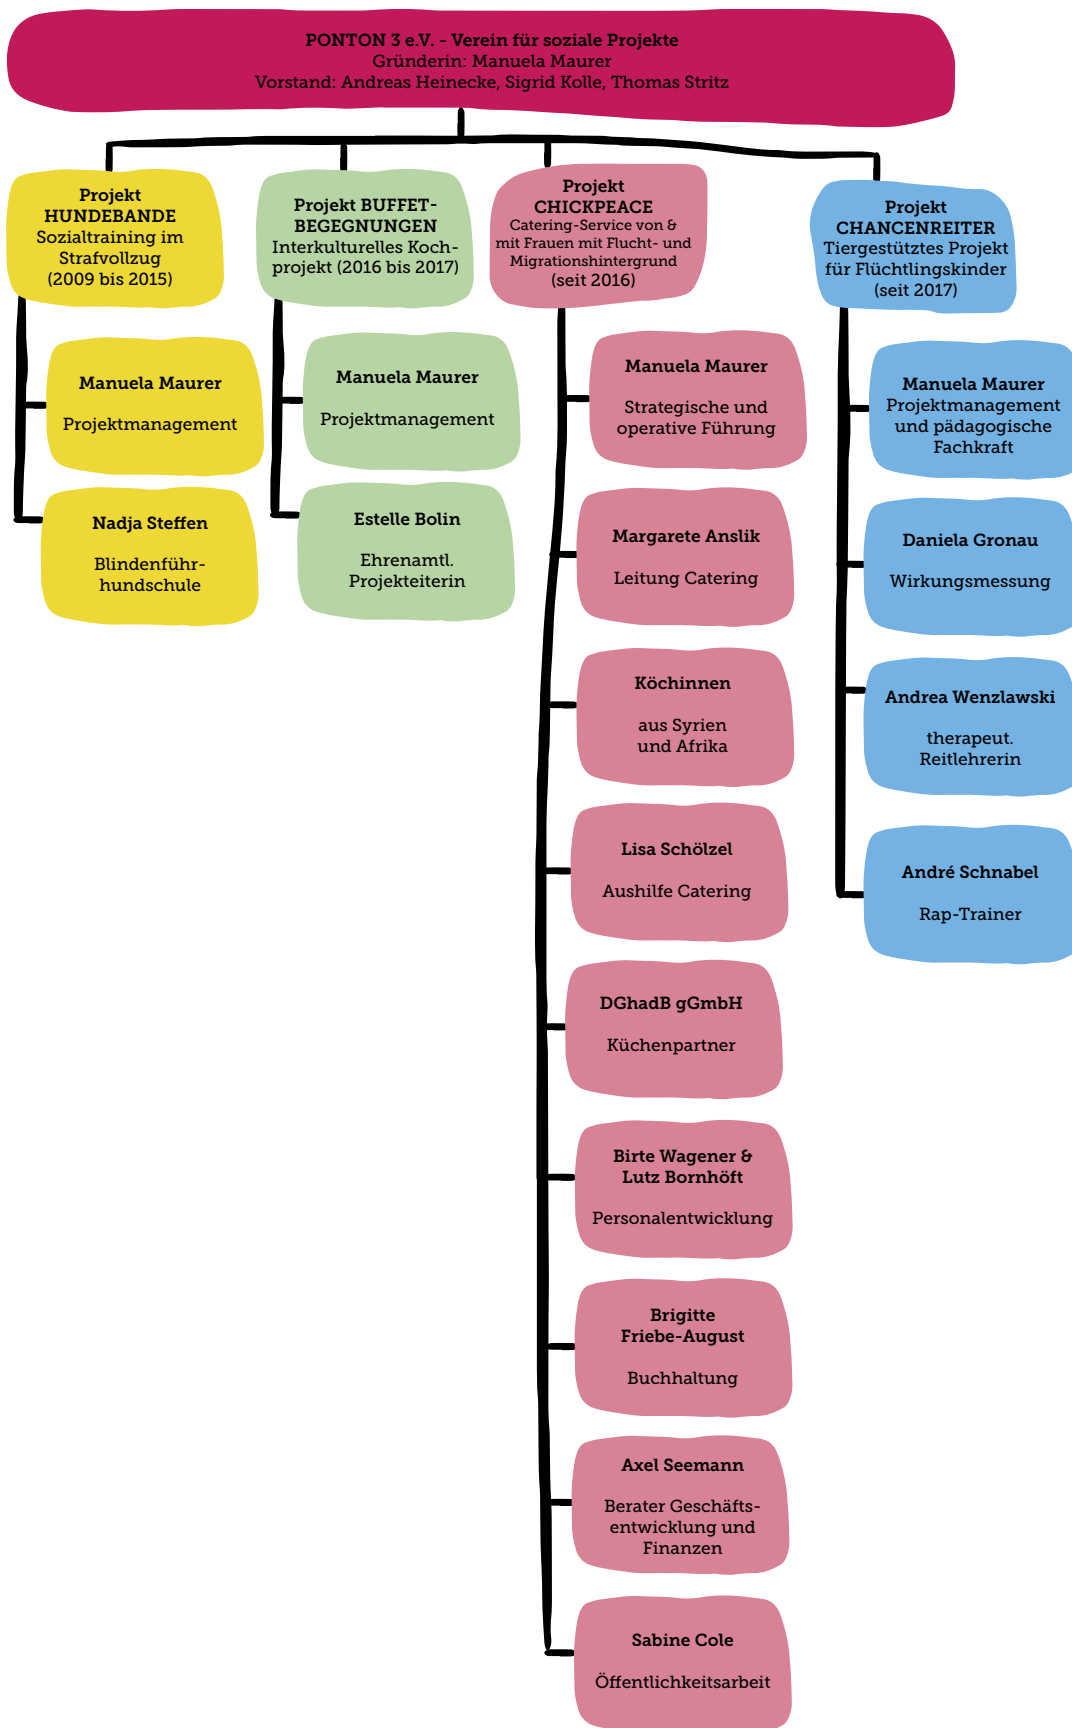 PONTON 3 e.V. - Verein für soziale Projekte
Gründerin: Manuela Maurer
Vorstand: Andreas Heinecke, Sigrid Kolle, Thomas Stritz
Projekt
HUNDEBANDE
Sozialtraining im
Strafvollzug
(2009 bis 2015)
Manuela Maurer
Projektmanagement
Nadja Steffen
Blindenführ-
hundschule
Projekt BUFFET-
BEGEGNUNGEN
Interkulturelles Koch-
projekt (2016 bis 2017)
Manuela Maurer
Projektmanagement
Estelle Bolin
Ehrenamtl.
Projekteiterin
Projekt
CHICKPEACE
Catering-Service von &
mit Frauen mit Flucht- und
Migrationshintergrund
(seit 2016)
Manuela Maurer
Strategische und
operative Führung
Margarete Anslik
Leitung Catering
Köchinnen
aus Syrien
und Afrika
Lisa Schölzel
Aushilfe Catering
DGhadB gGmbH
Küchenpartner
Birte Wagener &
Lutz Bornhöft
Personalentwicklung
Brigitte
Friebe-August
Buchhaltung
Axel Seemann
Berater Geschäfts-
entwicklung und
Finanzen
Sabine Cole
Öffentlichkeitsarbeit
Projekt
CHANCENREITER
Tiergestütztes Projekt
für Flüchtlingskinder
(seit 2017)
Manuela Maurer
Projektmanagement
und pädagogische
Fachkraft
Daniela Gronau
Wirkungsmessung
Andrea Wenzlawski
therapeut.
Reitlehrerin
André Schnabel
Rap-Trainer